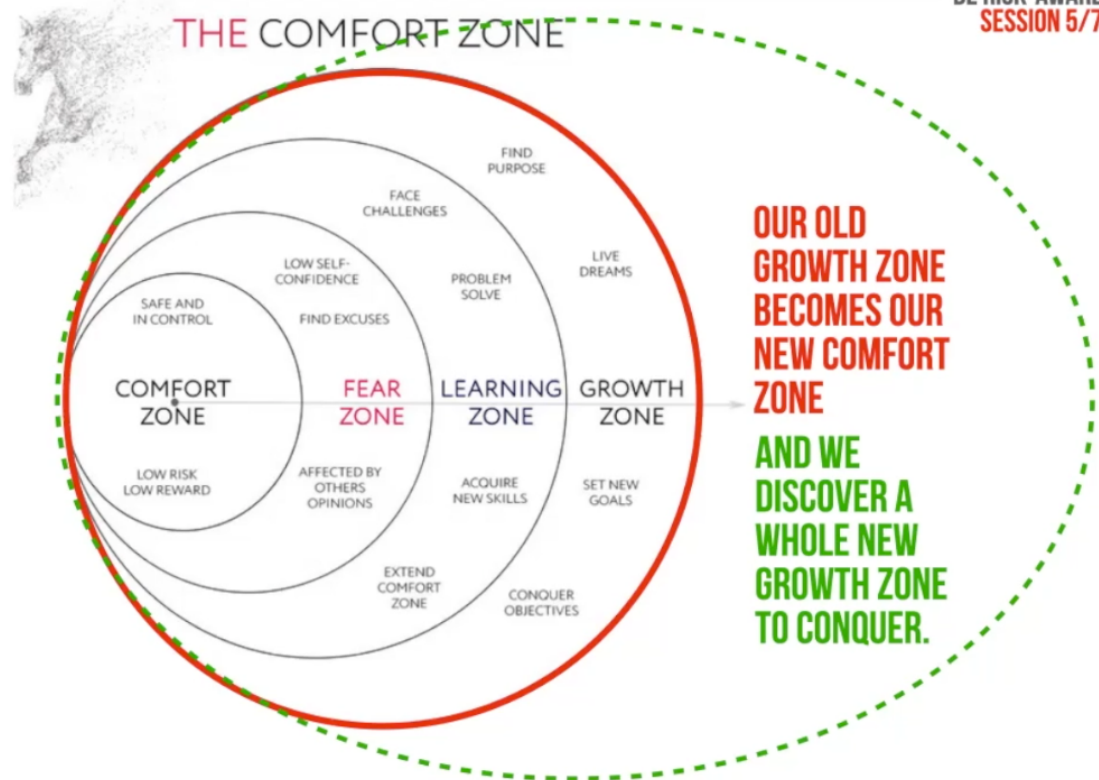 BE RISK-AWARE
SESSION 5/7
THE COMFORT ZONE
FIND
PURPOSE
FACE
CHALLENGES
LIVE
DREAMS
LOW SELF-
CONFIDENCE
PROBLEM
SOLVE
SAFE AND
IN CONTROL
FIND EXCUSES
COMFORT
ZONE
FEAR
ZONE
LEARNING
ZONE
GROWTH
ZONE
LOW RISK
LOW REWARD
AFFECTED BY
OTHERS
OPINIONS
ACQUIRE
NEW SKILLS
SET NEW
GOALS
EXTEND
COMFORT
ZONE
CONQUER
OBJECTIVES
OUR OLD
GROWTH ZONE
BECOMES OUR
NEW COMFORT
ZONE
AND WE
DISCOVER A
WHOLE NEW
GROWTH ZONE
TO CONQUER.